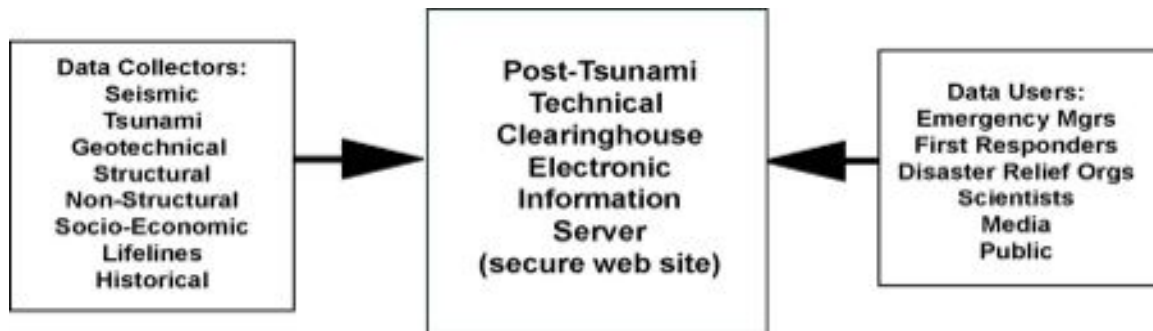 Data Collectors:
Seismic
Tsunami
Geotechnical
Structural
Non-Structural
Socio-Economic
Lifelines
Historical
Post-Tsunami
Technical
Clearinghouse
Electronic
Information
Server
(secure web site)
Data Users:
Emergency Mgrs
First Responders
Disaster Relief Orgs
Scientists
Media
Public